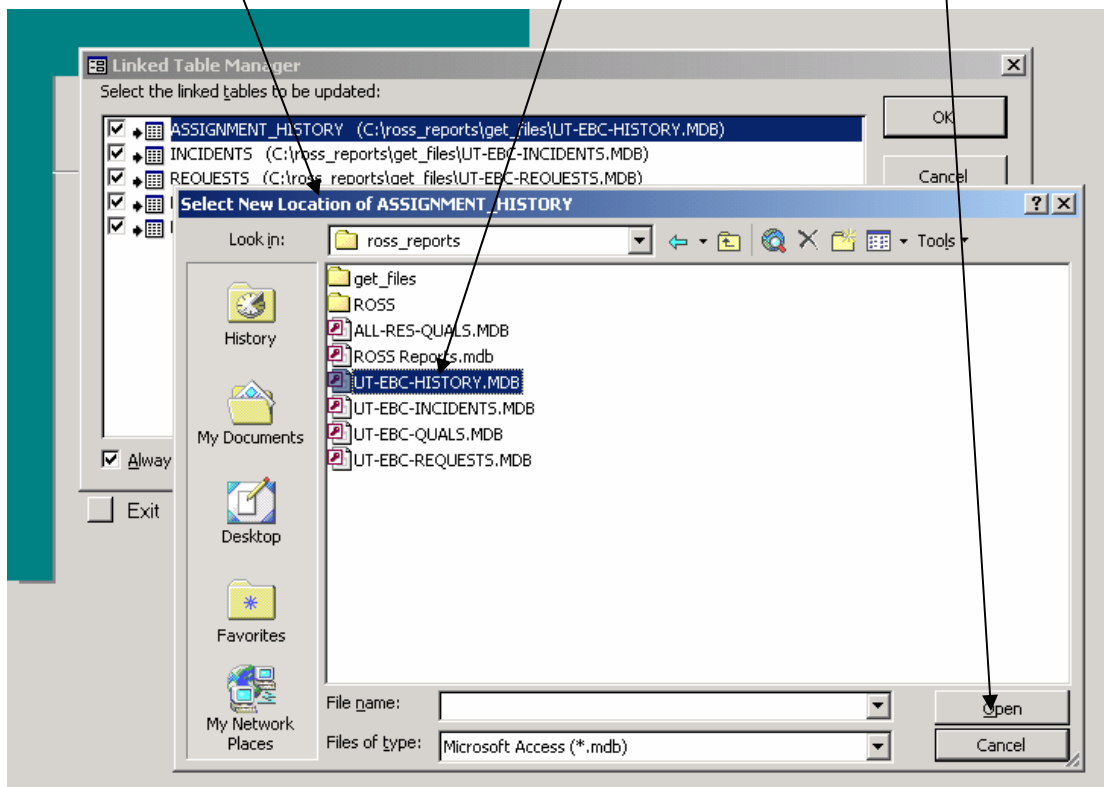 Linked Table Manager
Select the linked tables to be updated:
ASSIGNMENT_HISTORY (C:\ross_reports\get_files\UT-EBC-HISTORY.MDB)
INCIDENTS (C:\ross_reports\get_files\UT-EBC-INCIDENTS.MDB)
REQUESTS (C:\ross_reports\get_files\UT-EBC-REQUESTS.MDB)
OK
Cancel
Select New Location of ASSIGNMENT_HISTORY
Look in:
ross_reports
Tools
get_files
ROSS
ALL-RES-QUALS.MDB
ROSS Reports.mdb
UT-EBC-HISTORY.MDB
UT-EBC-INCIDENTS.MDB
UT-EBC-QUALS.MDB
UT-EBC-REQUESTS.MDB
History
My Documents
Desktop
Favorites
My Network
Places
File name:
Files of type:
Microsoft Access (*.mdb)
Open
Cancel
Alway
Exit